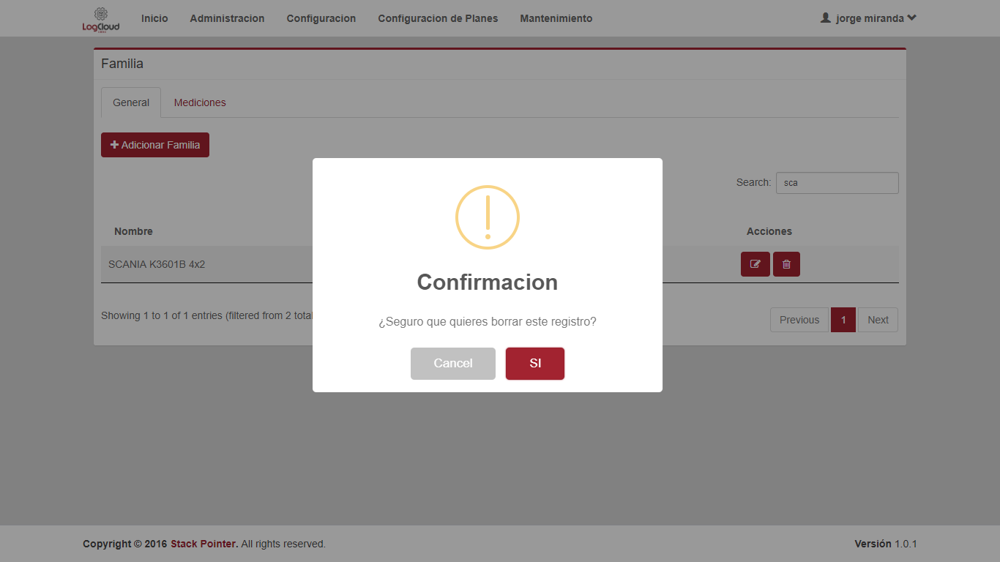 LogCloud
Inicio
Administracion
Configuracion
Configuracion de Planes
Mantenimiento
jorge miranda
Familia
General
Mediciones
Adicionar Familia
Search:
sca
Nombre
Acciones
SCANIA K3601B 4x2
Showing 1 to 1 of 1 entries (filtered from 2 total
Previous
1
Next
Confirmacion
¿Seguro que quieres borrar este registro?
Cancel
SI
Copyright © 2016 Stack Pointer. All rights reserved.
Versión 1.0.1